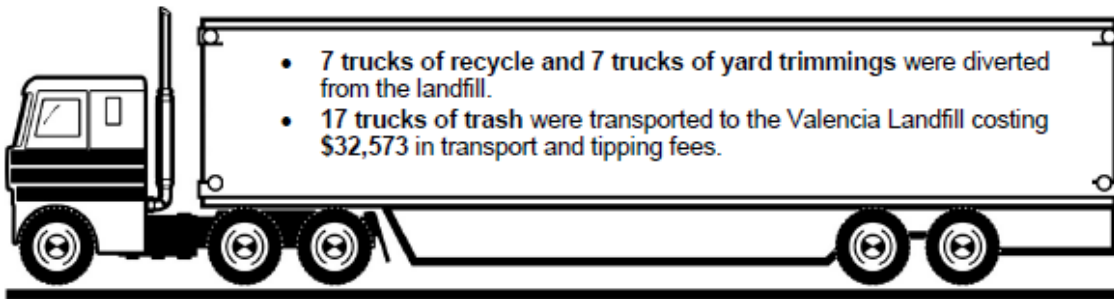 • 7 trucks of recycle and 7 trucks of yard trimmings were diverted
from the landfill.
• 17 trucks of trash were transported to the Valencia Landfill costing
$32,573 in transport and tipping fees.